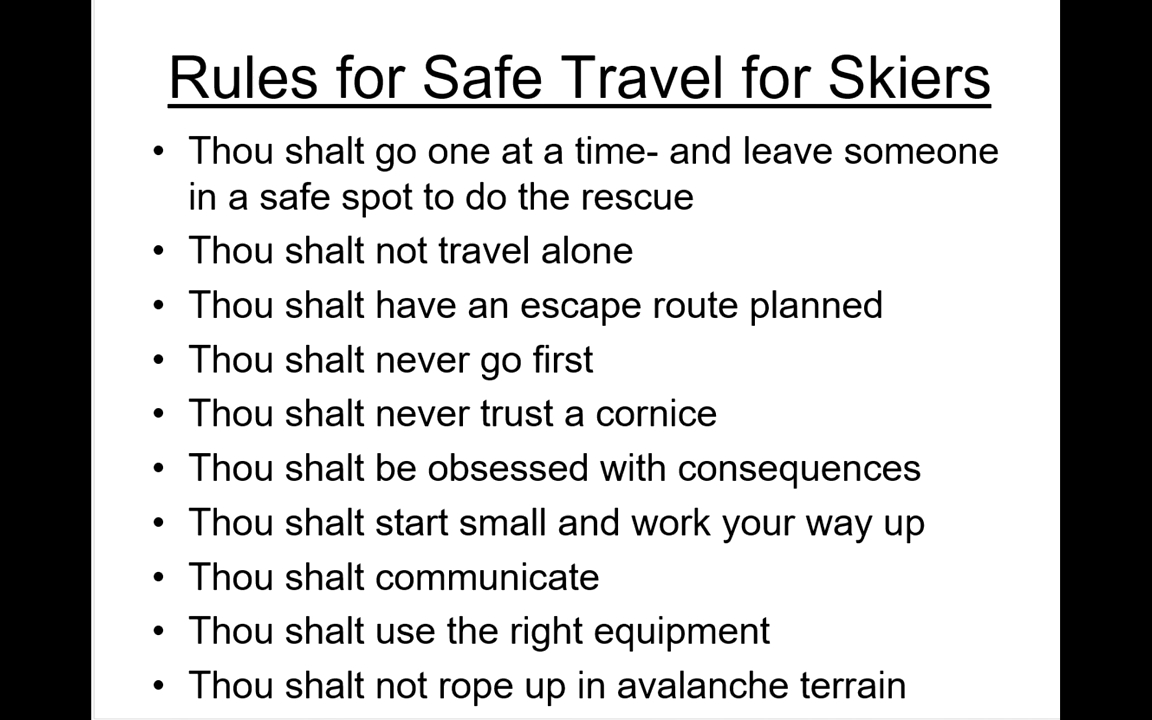 Rules for Safe Travel for Skiers
• Thou shalt go one at a time- and leave someone
in a safe spot to do the rescue
• Thou shalt not travel alone
• Thou shalt have an escape route planned
• Thou shalt never go first
• Thou shalt never trust a cornice
• Thou shalt be obsessed with consequences
• Thou shalt start small and work your way up
• Thou shalt communicate
• Thou shalt use the right equipment
• Thou shalt not rope up in avalanche terrain